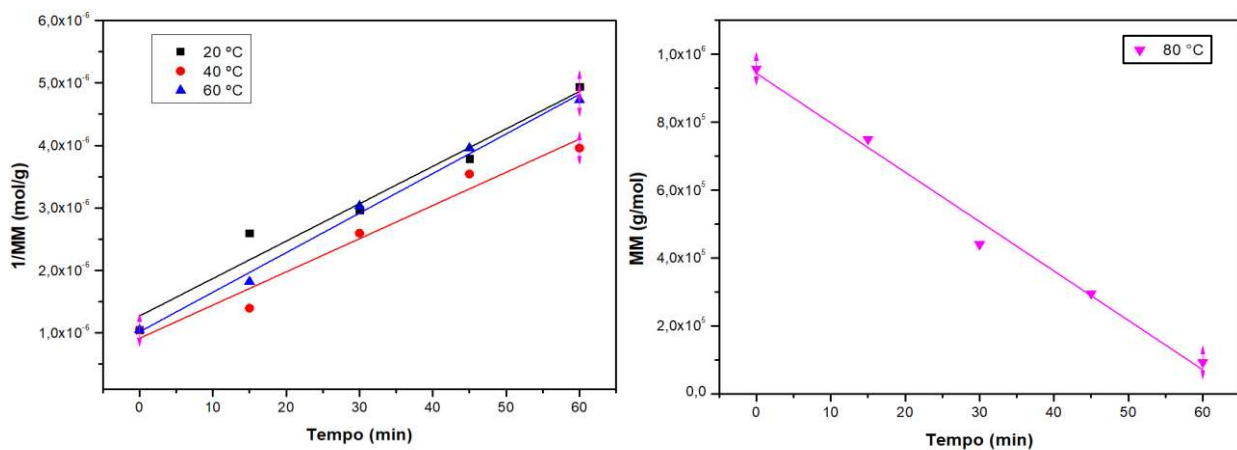 6,0x10⁻⁶
5,0x10⁻⁶
4,0x10⁻⁶
3,0x10⁻⁶
2,0x10⁻⁶
1,0x10⁻⁶
1/MM (mol/g)
20 ºC
40 ºC
60 ºC
0 10 20 30 40 50 60
Tempo (min)
1,0x10⁶
8,0x10⁵
6,0x10⁵
4,0x10⁵
2,0x10⁵
0,0
MM (g/mol)
80 °C
0 10 20 30 40 50 60
Tempo (min)